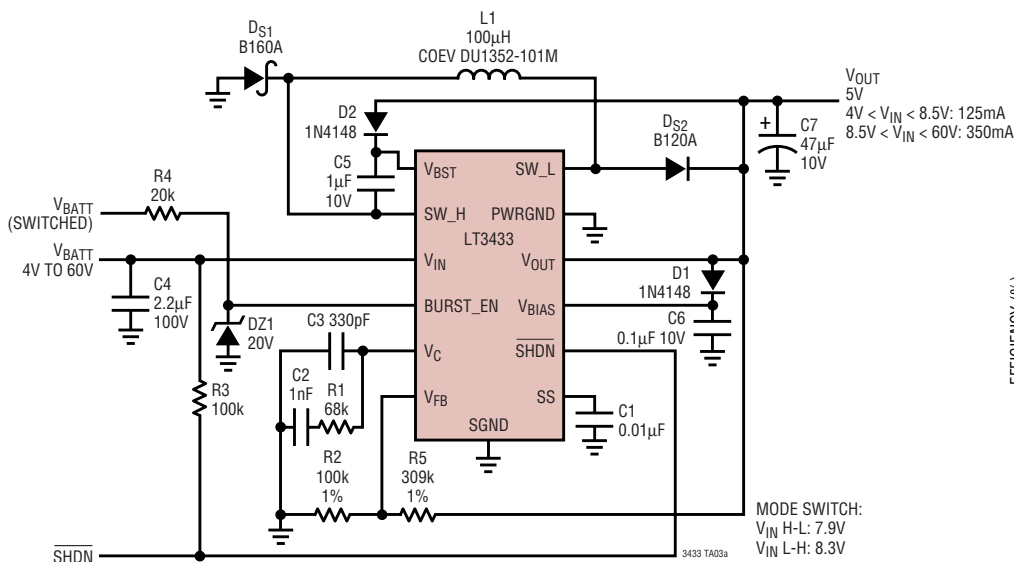 DS1
B160A
L1
100µH
COEV DU1352-101M
D2
1N4148
C5
1µF
10V
DS2
B120A
VOUT
5V
4V < VIN < 8.5V: 125mA
8.5V < VIN < 60V: 350mA
+
C7
47µF
10V
R4
20k
VBATT
(SWITCHED)
VBATT
4V TO 60V
C4
2.2µF
100V
R3
100k
DZ1
20V
VBST
SW_H
VIN
BURST_EN
VC
VFB
SGND
LT3433
SW_L
PWRGND
VOUT
VBIAS
SHDN
SS
D1
1N4148
C6
0.1µF 10V
C1
0.01µF
C3 330pF
C2
1nF
R1
68k
R2
100k
1%
R5
309k
1%
MODE SWITCH:
VIN H-L: 7.9V
VIN L-H: 8.3V
3433 TA03a
SHDN
EFFICIENCY (%)